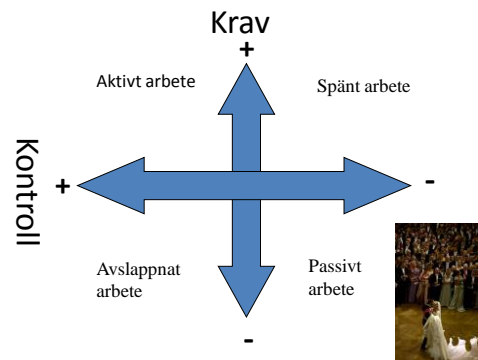 Krav
+
Aktivt arbete
Spänt arbete
Kontroll
+
-
Avslappnat
arbete
Passivt
arbete
-